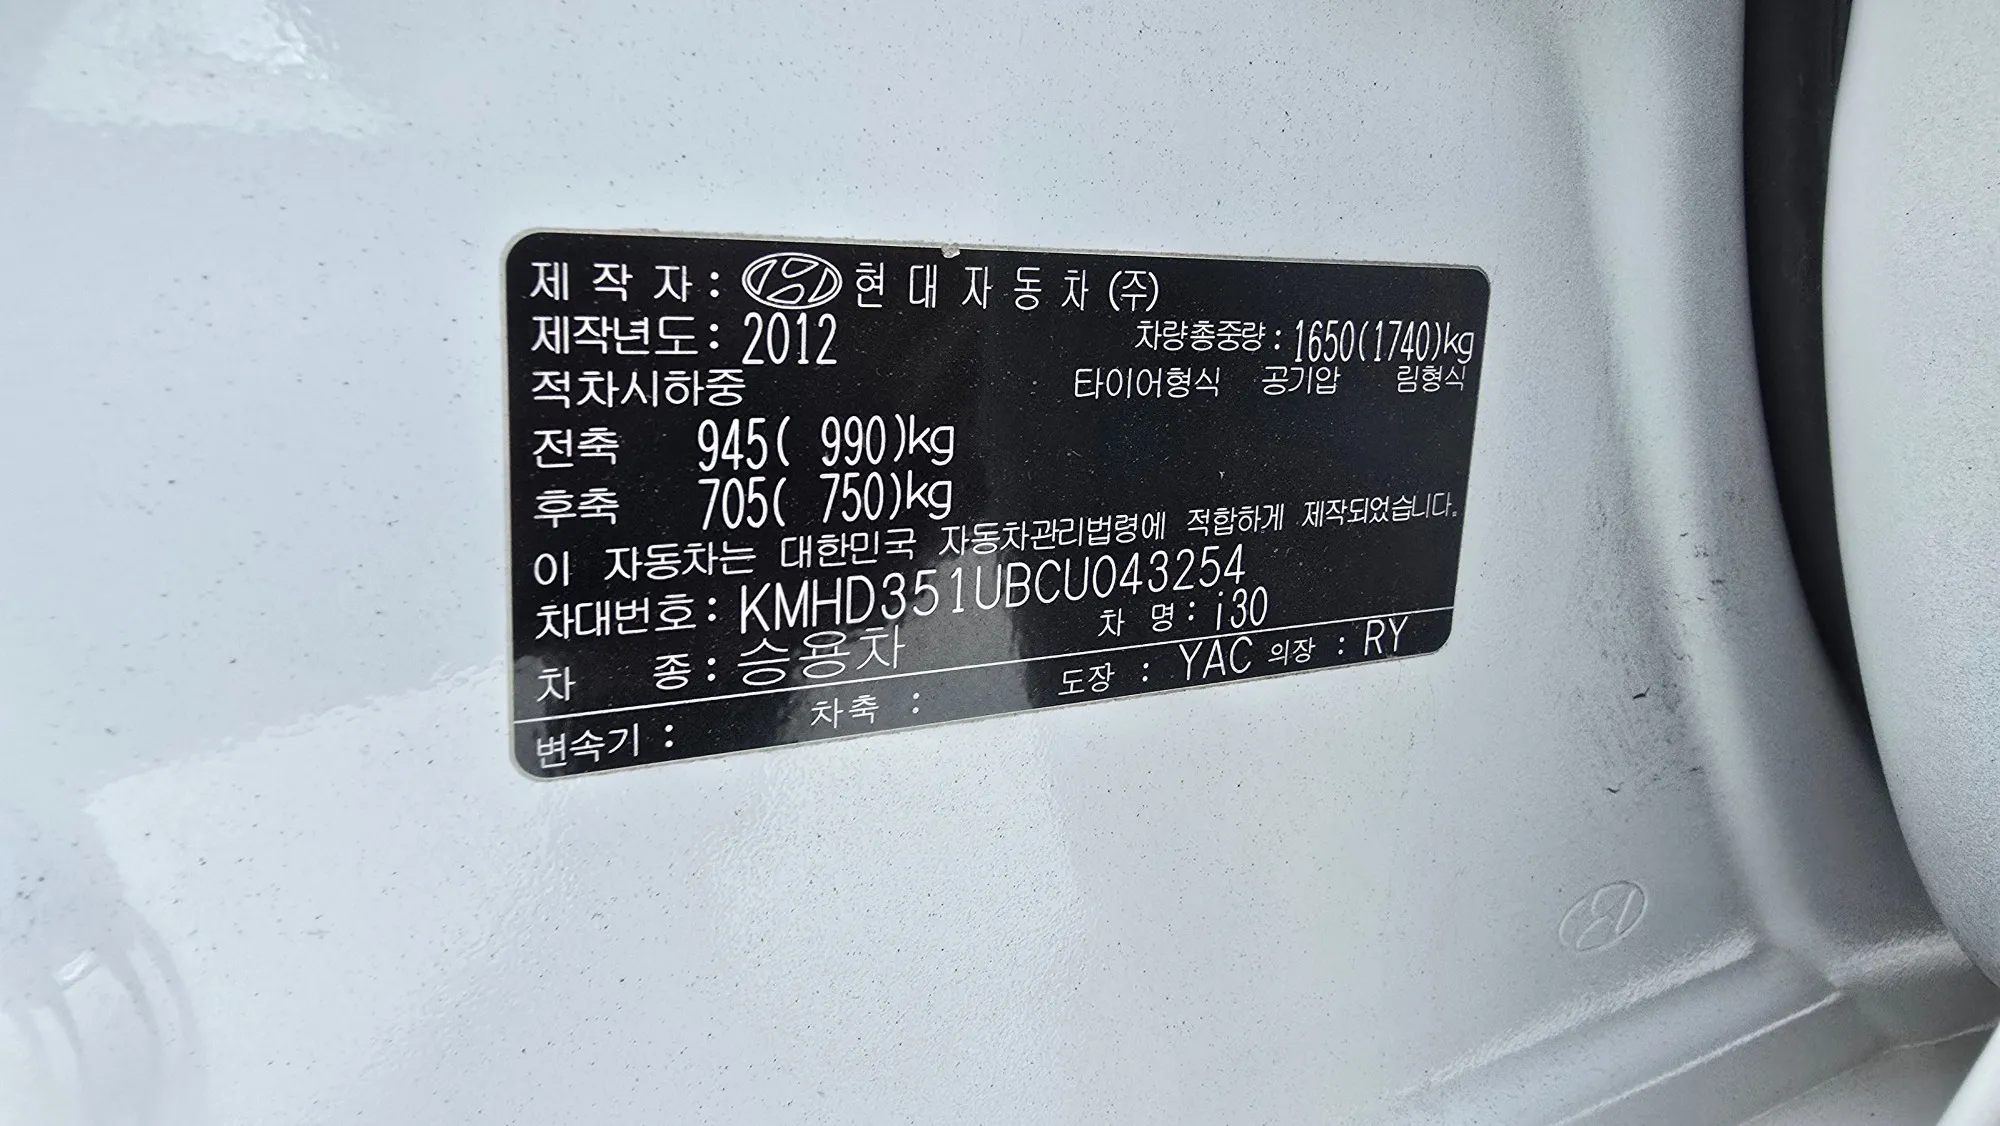 제 작 자 : 현 대 자 동 차 (주)
제작년도 : 2012 차량총중량 : 1650(1740)kg
적차시하중 타이어형식 공기압 림형식
전축 945( 990)kg
후축 705( 750)kg
이 자동차는 대한민국 자동차관리법령에 적합하게 제작되었습니다.
차대번호 : KMHD351UBCU043254
차 종 : 승용차 차 명 : i30
변속기 : 차축 : 도장 : YAC 의장 : RY